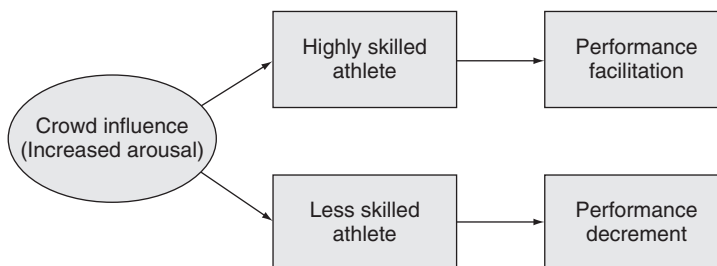 Crowd influence
(Increased arousal)
Highly skilled
athlete
Performance
facilitation
Less skilled
athlete
Performance
decrement